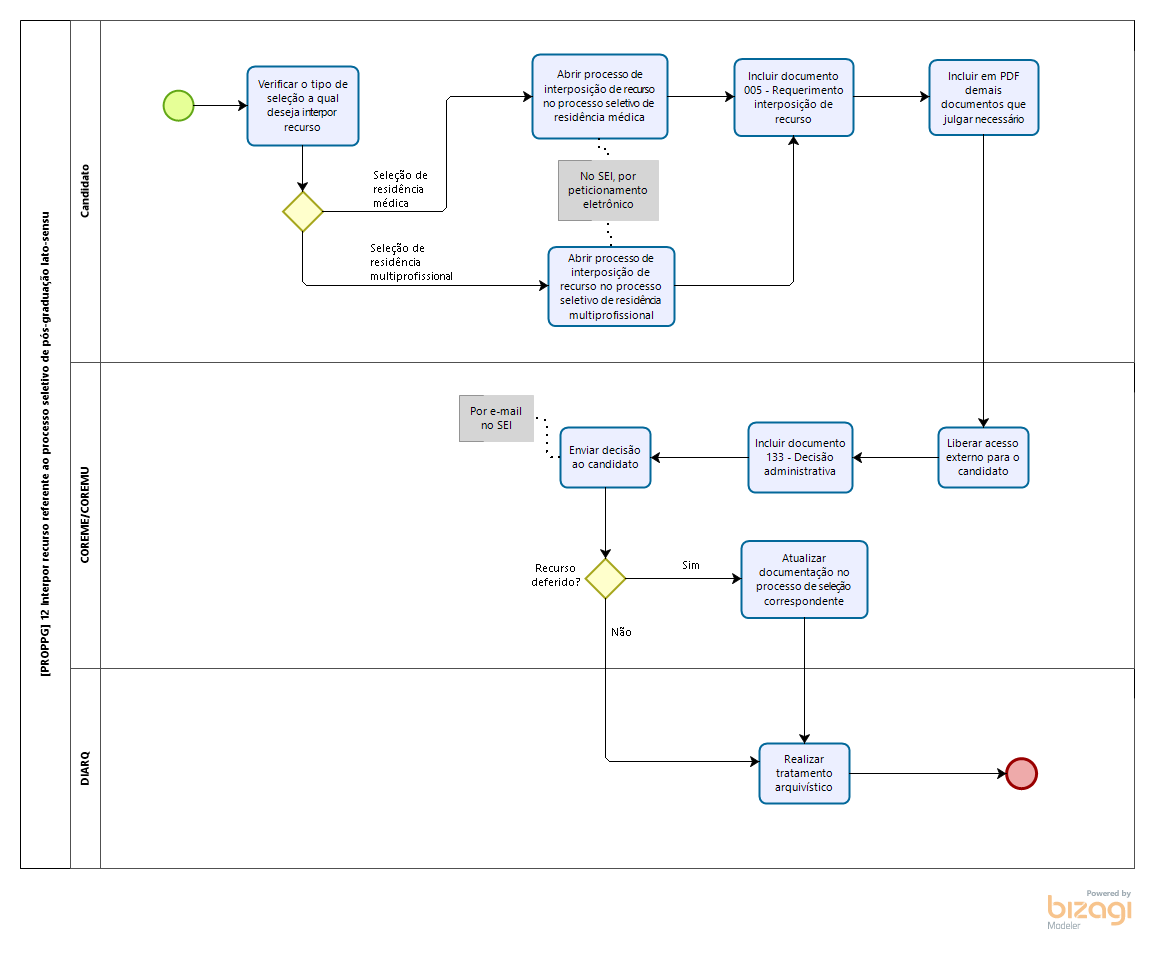 [PROPPG] 12 Interpor recurso referente ao processo seletivo de pós-graduação lato-sensu
Candidato
Verificar o tipo de
seleção a qual
deseja interpor
recurso
Seleção de
residência
médica
Seleção de
residência
multiprofissional
Abrir processo de
interposição de recurso
no processo seletivo de
residência médica
No SEI, por
peticionamento
eletrônico
Abrir processo de
interposição de
recurso no processo
seletivo de residência
multiprofissional
Incluir documento
005 - Requerimento
interposição de
recurso
Incluir em PDF
demais
documentos que
julgar necessário
COREME/COREMU
Liberar acesso
externo para o
candidato
Incluir documento
133 - Decisão
administrativa
Enviar decisão
ao candidato
Por e-mail
no SEI
Recurso
deferido?
Sim
Não
Atualizar
documentação no
processo de seleção
correspondente
DIARQ
Realizar
tratamento
arquivístico
Powered by
bizagi
Modeler